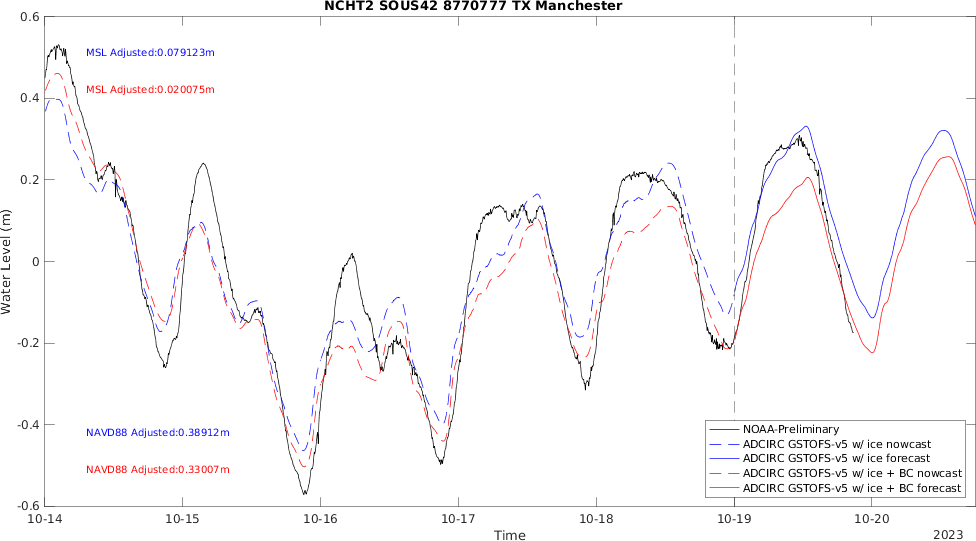 NCHT2 SOUS42 8770777 TX Manchester
0.6
MSL Adjusted:0.079123m
MSL Adjusted:0.020075m
0.4
0.2
0
-0.2
-0.4
-0.6
Water Level (m)
NAVD88 Adjusted:0.38912m
NAVD88 Adjusted:0.33007m
NOAA-Preliminary
ADCIRC GSTOFS-v5 w/ ice nowcast
ADCIRC GSTOFS-v5 w/ ice forecast
ADCIRC GSTOFS-v5 w/ ice + BC nowcast
ADCIRC GSTOFS-v5 w/ ice + BC forecast
10-14 10-15 10-16 10-17 10-18 10-19 10-20
Time
2023